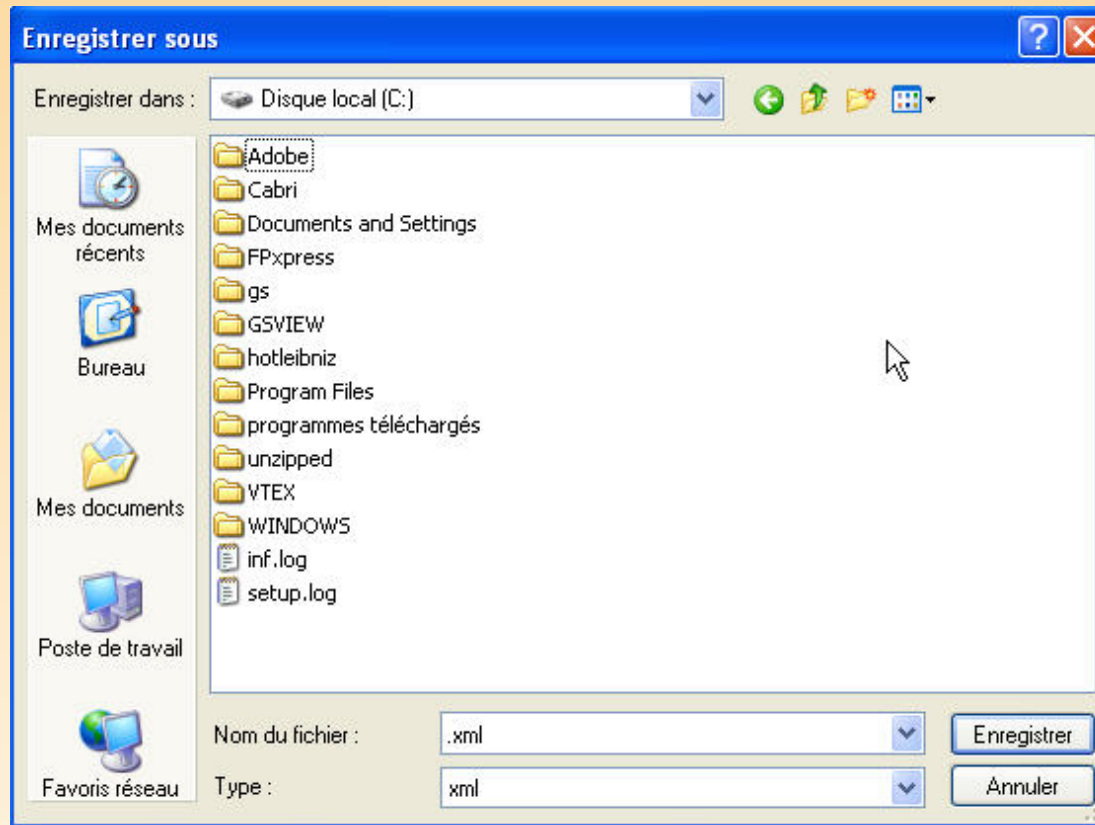 Enregistrer sous
Enregistrer dans :
Disque local (C:)
Mes documents
récents
Bureau
Mes documents
Poste de travail
Favoris réseau
Adobe
Cabri
Documents and Settings
FPxpress
gs
GSVIEW
hotleibniz
Program Files
programmes téléchargés
unzipped
VTEX
WINDOWS
inf.log
setup.log
Nom du fichier :
.xml
Enregistrer
Type :
xml
Annuler